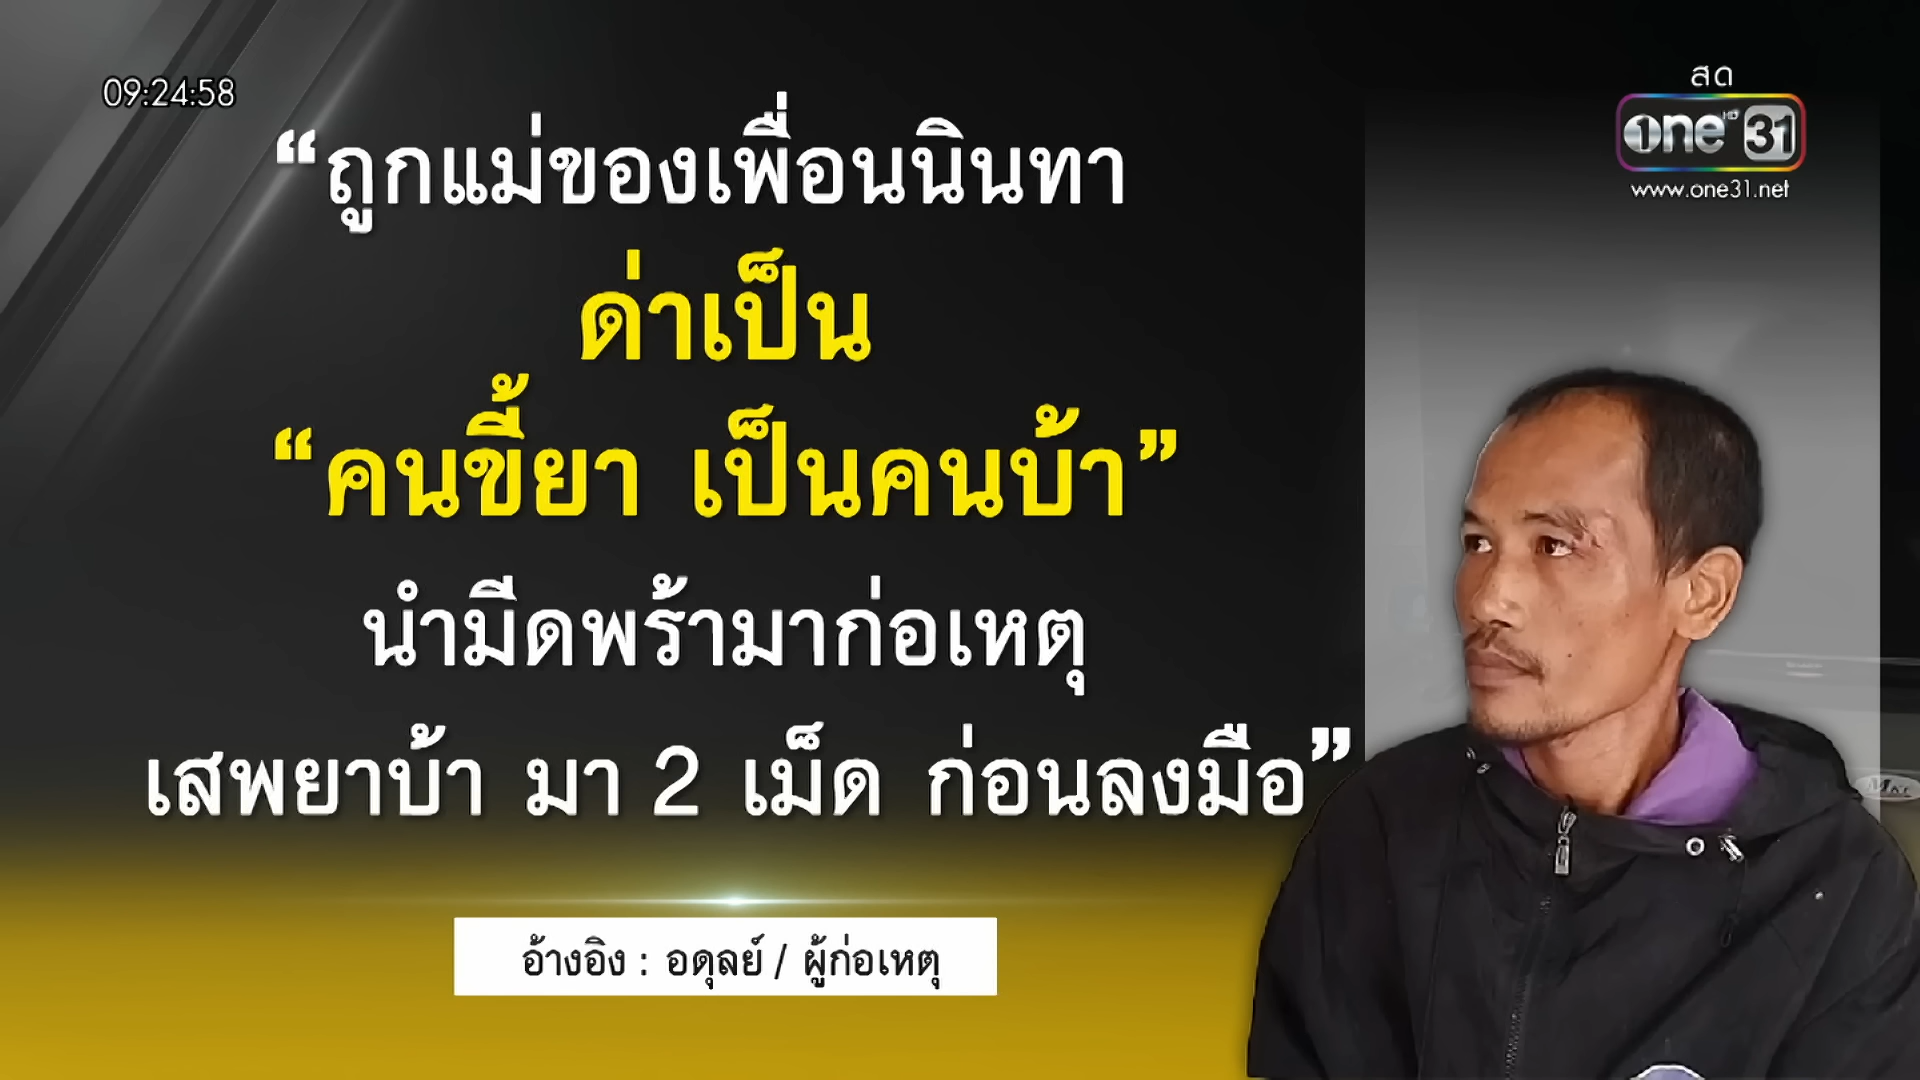 09:24:58
สด
one HD 31
www.one31.net
“ถูกแม่ของเพื่อนนินทา
ด่าเป็น
“คนขี้ยา เป็นคนบ้า”
นำมีดพร้ามาก่อเหตุ
เสพยาบ้า มา 2 เม็ด ก่อนลงมือ”
อ้างอิง : อดุลย์ / ผู้ก่อเหตุ